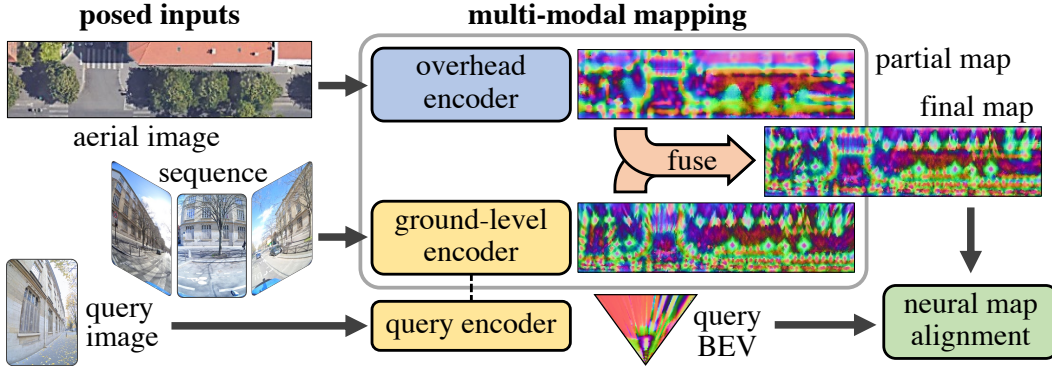 posed inputs
multi-modal mapping
overhead
encoder
partial map
aerial image
final map
fuse
sequence
ground-level
encoder
query
image
query encoder
query
BEV
neural map
alignment